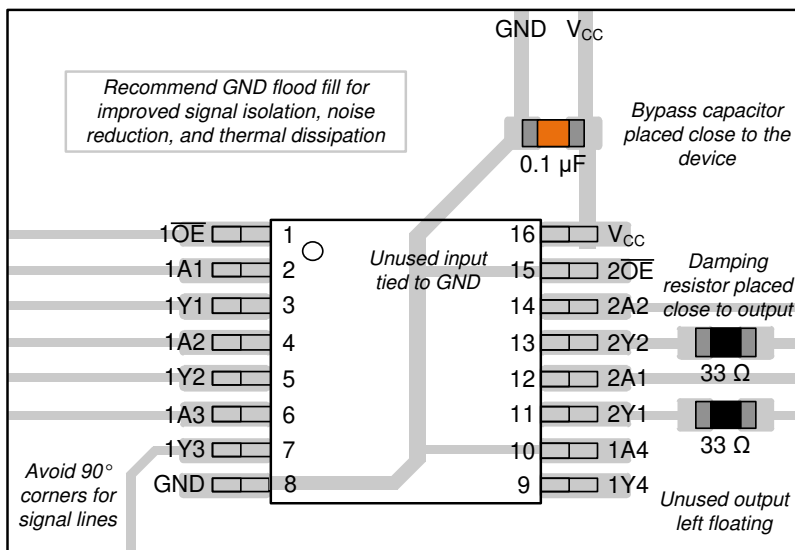 GND VCC
Recommend GND flood fill for
improved signal isolation, noise
reduction, and thermal dissipation
Bypass capacitor
placed close to the
device
0.1 µF
1O̅E̅ 1 16 VCC
1A1 2 15 2O̅E̅
1Y1 3 14 2A2
1A2 4 13 2Y2
1Y2 5 12 2A1
1A3 6 11 2Y1
1Y3 7 10 1A4
GND 8 9 1Y4
Unused input
tied to GND
Damping
resistor placed
close to output
33 Ω
33 Ω
Avoid 90°
corners for
signal lines
Unused output
left floating